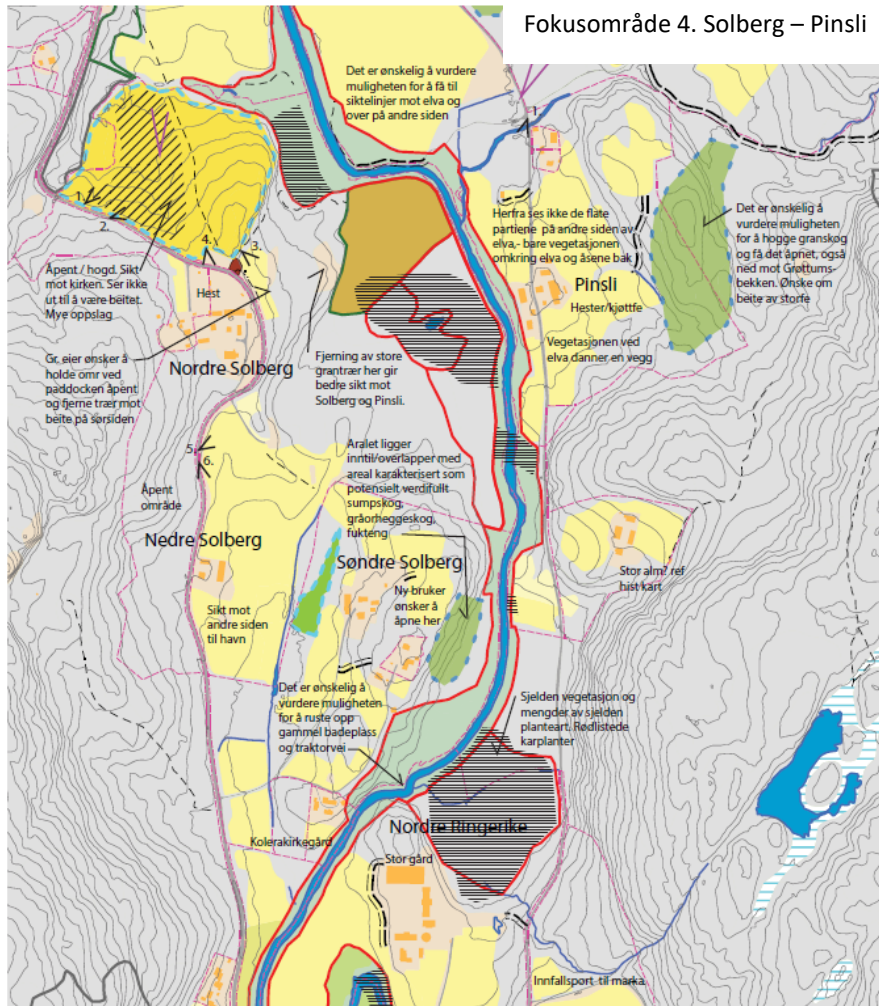 Fokusområde 4. Solberg – Pinsli
Det er ønskelig å vurdere
muligheten for å få til
siktelinjer mot elva og
over på andre siden
1
1.
2.
4.
3.
Herfra ses ikke de flate
partiene på andre siden av
elva,- bare vegetasjonen
omkring elva og åsene bak
Det er ønskelig å
vurdere muligheten
for å hogge granskog
og få det åpnet, også
ned mot Grøttums-
bekken. Ønske om
beite av storfe
Åpent / hogd. Sikt
mot kirken. Ser ikke
ut til å være beitet.
Mye oppslag
Hest
Pinsli
Hester/kjøttfe
Vegetasjonen ved
elva danner en vegg
Gr. eier ønsker å
holde omr ved
paddocken åpent
og fjerne trær mot
beite på sørsiden
Nordre Solberg
Fjerning av store
grantrær her gir
bedre sikt mot
Solberg og Pinsli.
5.
6.
Åpent
område
Aralet ligger
inntil/overlapper med
areal karakterisert som
potensielt verdifullt
sumpskog,
gråorheggeskog,
fukteng
Nedre Solberg
Søndre Solberg
Stor alm? ref
hist kart
Sikt mot
andre siden
til havn
Ny bruker
ønsker å
åpne her
Det er ønskelig å
vurdere muligheten
for å ruste opp
gammel badeplass
og traktorvei
Sjelden vegetasjon og
mengder av sjelden
planteart. Rødlistede
karplanter
Kolerakirkegård
Nordre Ringerike
Stor gård
Innfallsport til marka